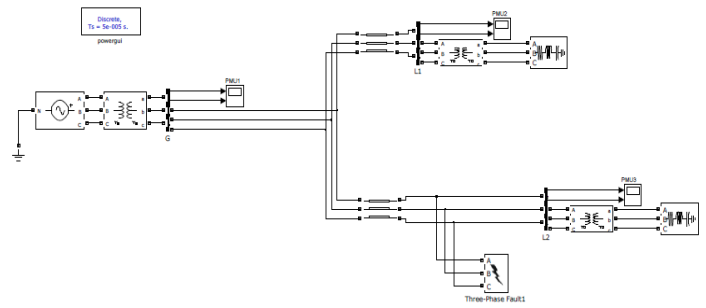 Discrete,
Ts = 5e-005 s.
powergui
PMU2
A
B
C
a
b
c
A
B
C
L1
PMU1
N
A
B
C
A
B
C
a
b
c
G
PMU3
A
B
C
a
b
c
A
B
C
L2
A
B
C
Three-Phase Fault1